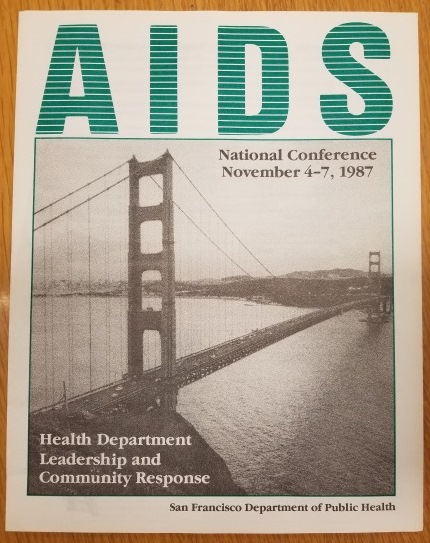 AIDS
National Conference
November 4-7, 1987
Health Department
Leadership and
Community Response
San Francisco Department of Public Health